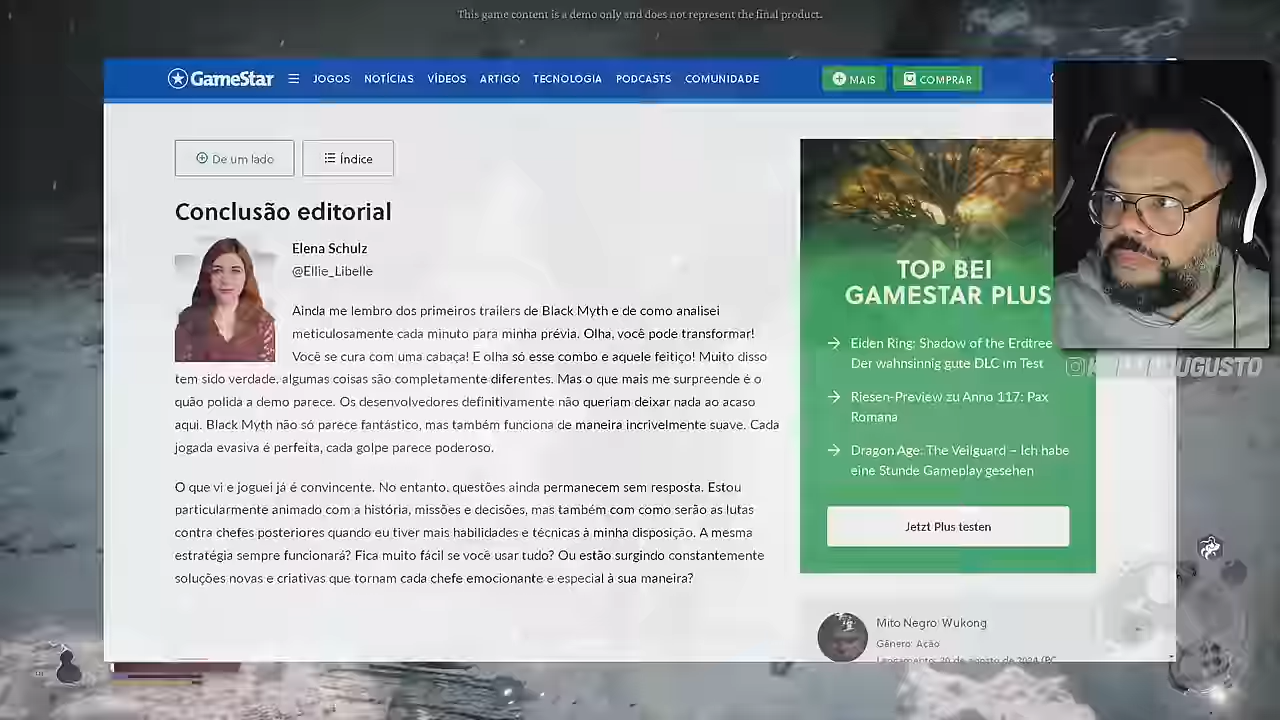 This game content is a demo only and does not represent the final product.
GameStar
JOGOS NOTÍCIAS VÍDEOS ARTIGO TECNOLOGIA PODCASTS COMUNIDADE
MAIS COMPRAR
De um lado
Índice
Conclusão editorial
Elena Schulz
@Ellie_Libelle
Ainda me lembro dos primeiros trailers de Black Myth e de como analisei
meticulosamente cada minuto para minha prévia. Olha, você pode transformar!
Você se cura com uma cabaça! E olha só esse combo e aquele feitiço! Muito disso
tem sido verdade, algumas coisas são completamente diferentes. Mas o que mais me surpreende é o
quão polida a demo parece. Os desenvolvedores definitivamente não queriam deixar nada ao acaso
aqui. Black Myth não só parece fantástico, mas também funciona de maneira incrivelmente suave. Cada
jogada evasiva é perfeita, cada golpe parece poderoso.
O que vi e joguei já é convincente. No entanto, questões ainda permanecem sem resposta. Estou
particularmente animado com a história, missões e decisões, mas também com como serão as lutas
contra chefes posteriores quando eu tiver mais habilidades e técnicas à minha disposição. A mesma
estratégia sempre funcionará? Fica muito fácil se você usar tudo? Ou estão surgindo constantemente
soluções novas e criativas que tornam cada chefe emocionante e especial à sua maneira?
TOP BEI
GAMESTAR PLUS
Elden Ring: Shadow of the Erdtree
Der wahnsinnig gute DLC im Test
Riesen-Preview zu Anno 117: Pax
Romana
Dragon Age: The Veilguard – Ich habe
eine Stunde Gameplay gesehen
Jetzt Plus testen
Mito Negro: Wukong
Gênero: Ação
Lançamento: 20 de agosto de 2024 (PC,